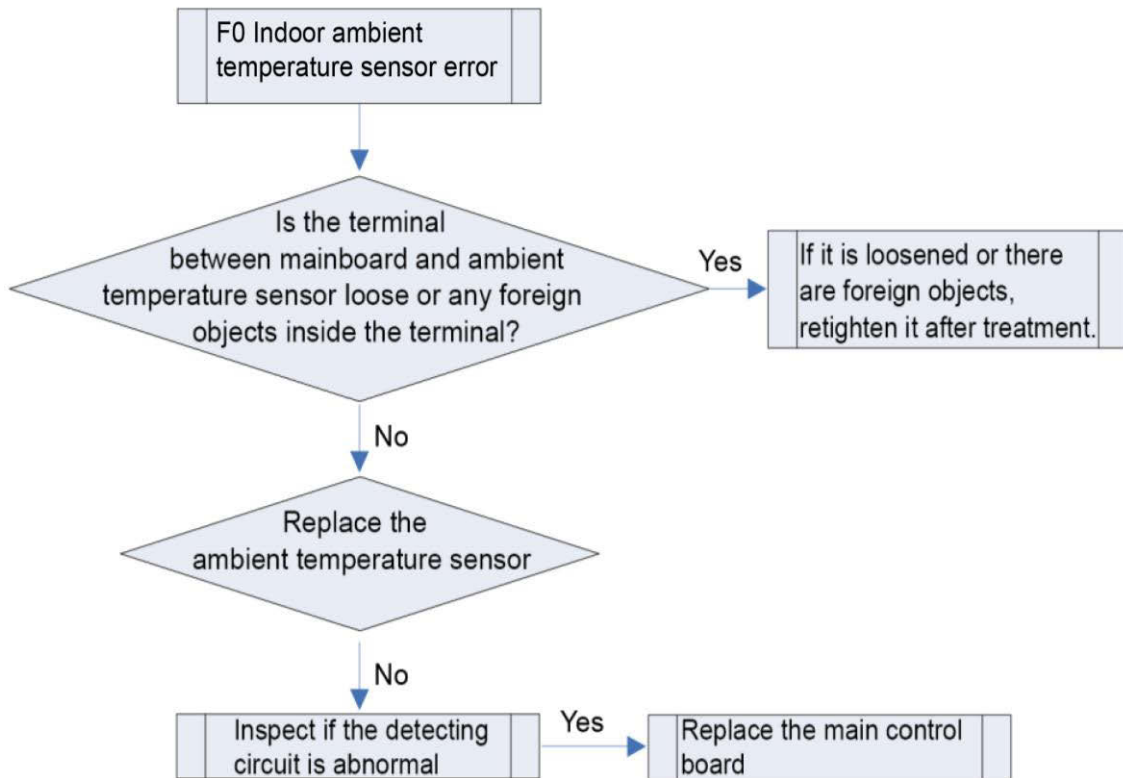 F0 Indoor ambient
temperature sensor error
Is the terminal
between mainboard and ambient
temperature sensor loose or any foreign
objects inside the terminal?
Yes
If it is loosened or there
are foreign objects,
retighten it after treatment.
No
Replace the
ambient temperature sensor
No
Inspect if the detecting
circuit is abnormal
Yes
Replace the main control
board